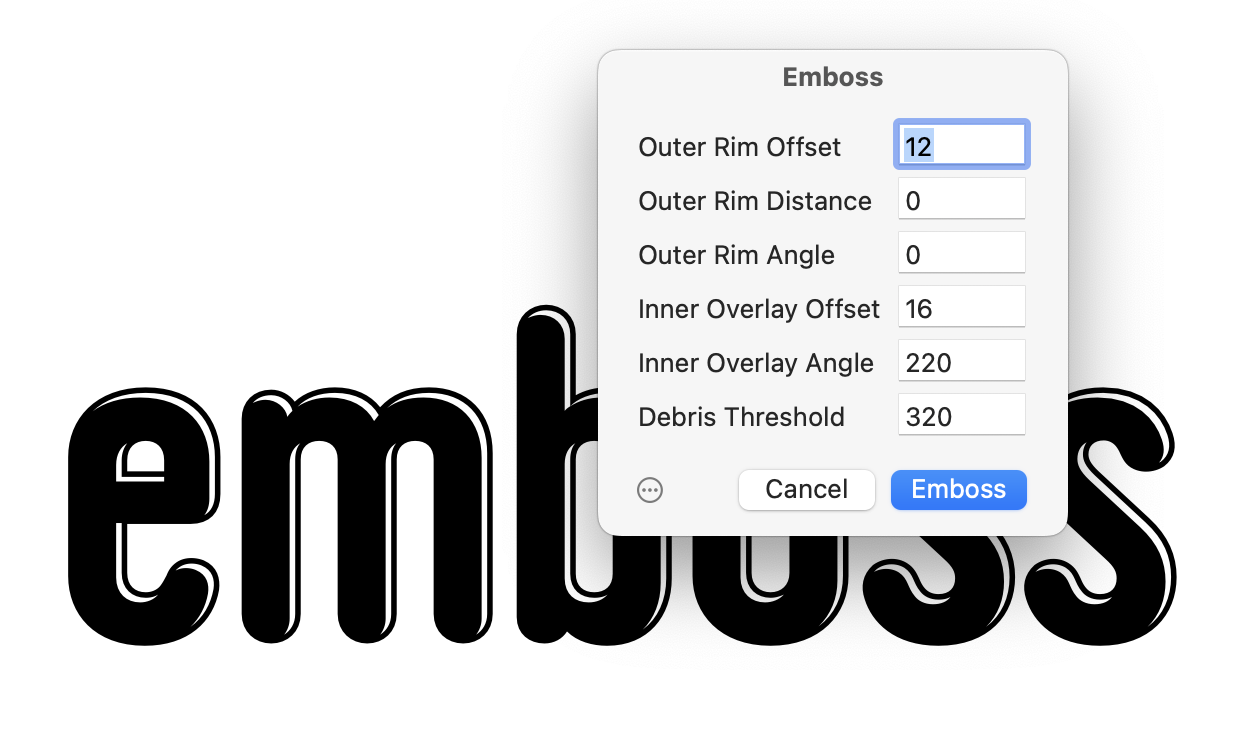 Emboss
Outer Rim Offset 12
Outer Rim Distance 0
Outer Rim Angle 0
Inner Overlay Offset 16
Inner Overlay Angle 220
Debris Threshold 320
Cancel Emboss
emboss